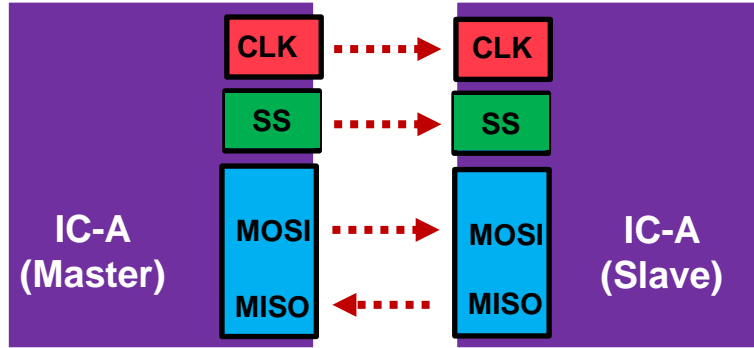 CLK
CLK
SS
SS
IC-A
(Master)
MOSI
MISO
MOSI
MISO
IC-A
(Slave)